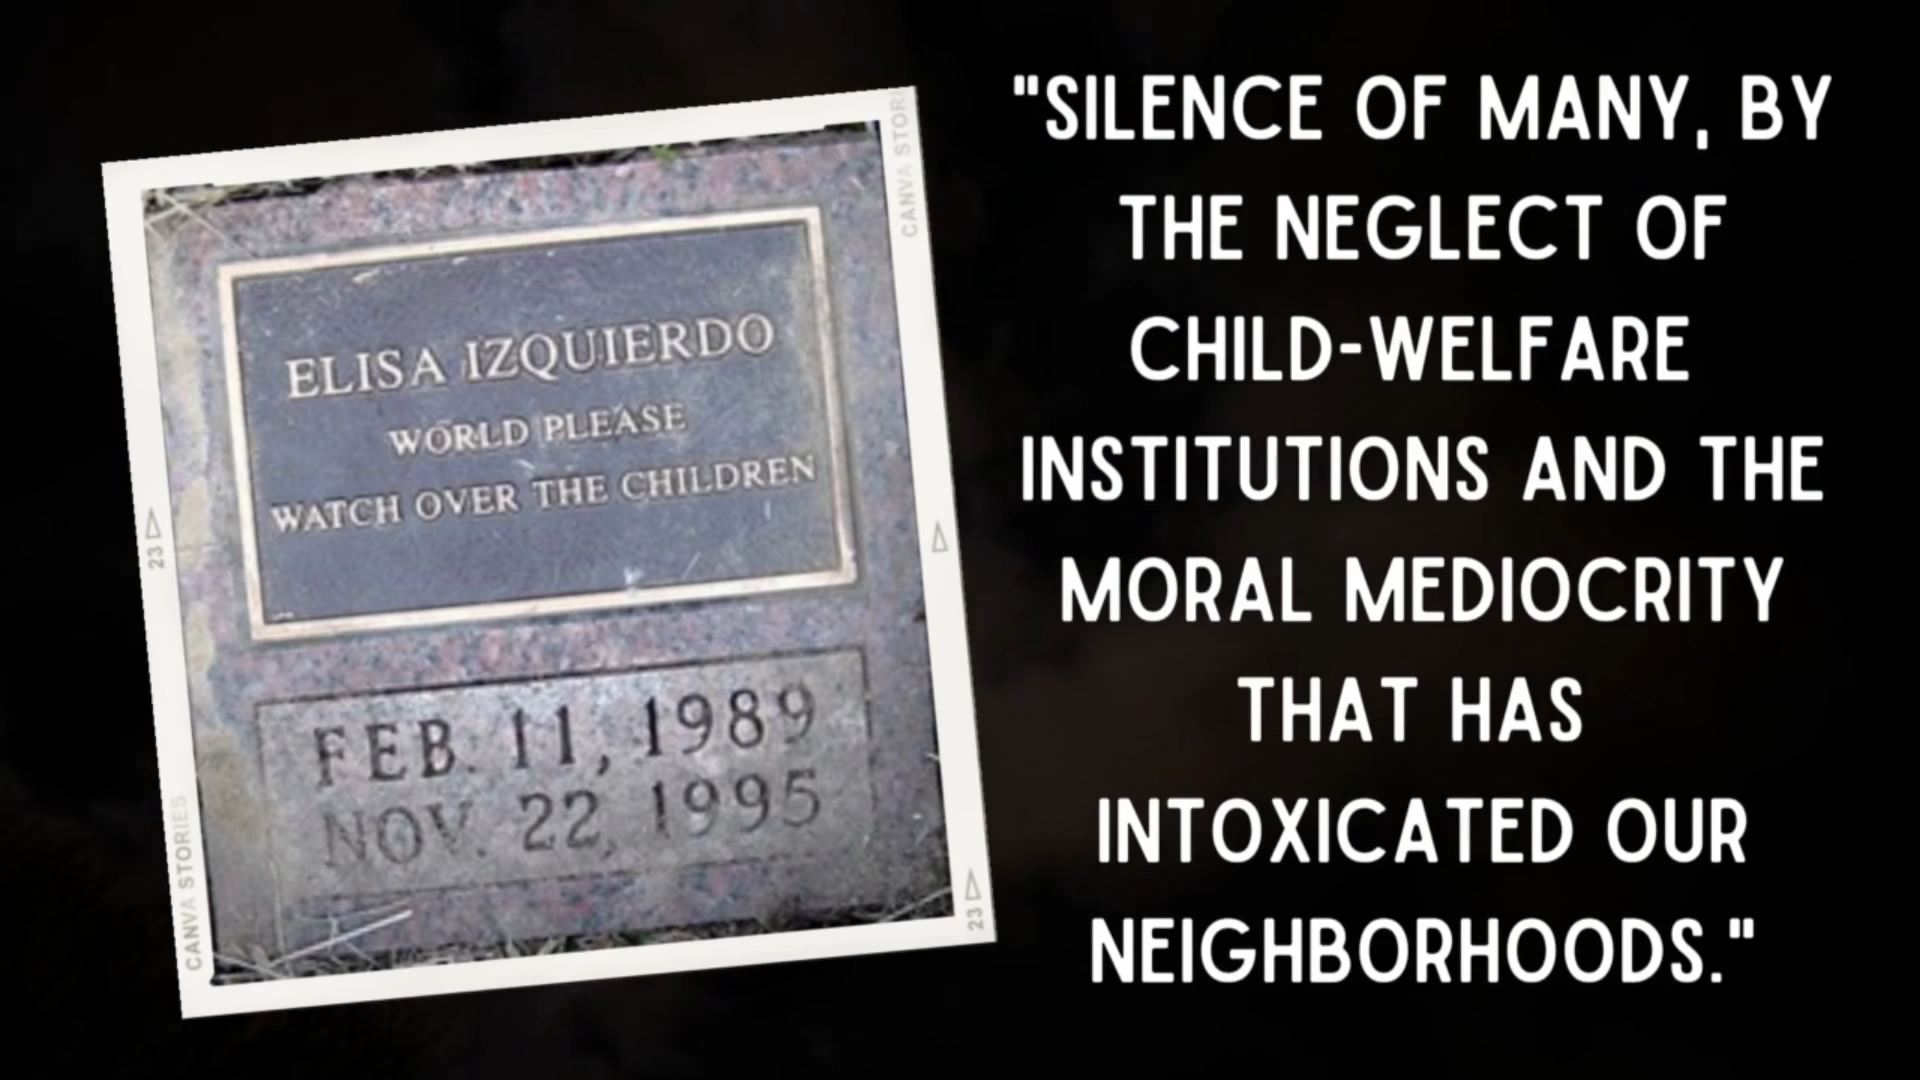 ELISA IZQUIERDO
WORLD PLEASE
WATCH OVER THE CHILDREN
FEB. 11, 1989
NOV. 22, 1995
CANVA STORIES
23
CANVA STOR
23
"SILENCE OF MANY, BY
THE NEGLECT OF
CHILD-WELFARE
INSTITUTIONS AND THE
MORAL MEDIOCRITY
THAT HAS
INTOXICATED OUR
NEIGHBORHOODS."